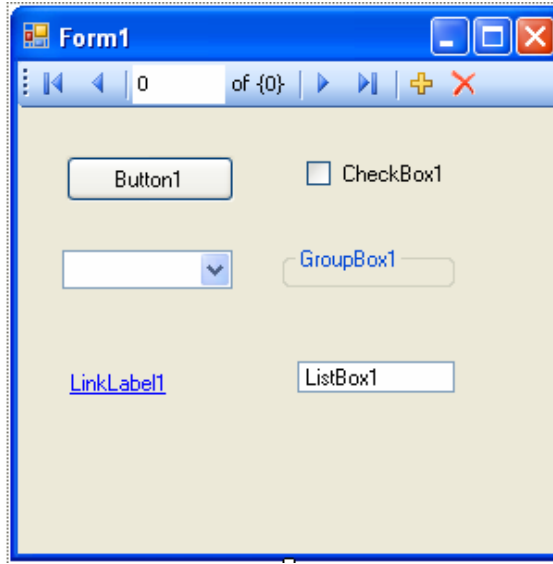 Form1
0 of {0}
Button1 CheckBox1
GroupBox1
LinkLabel1 ListBox1